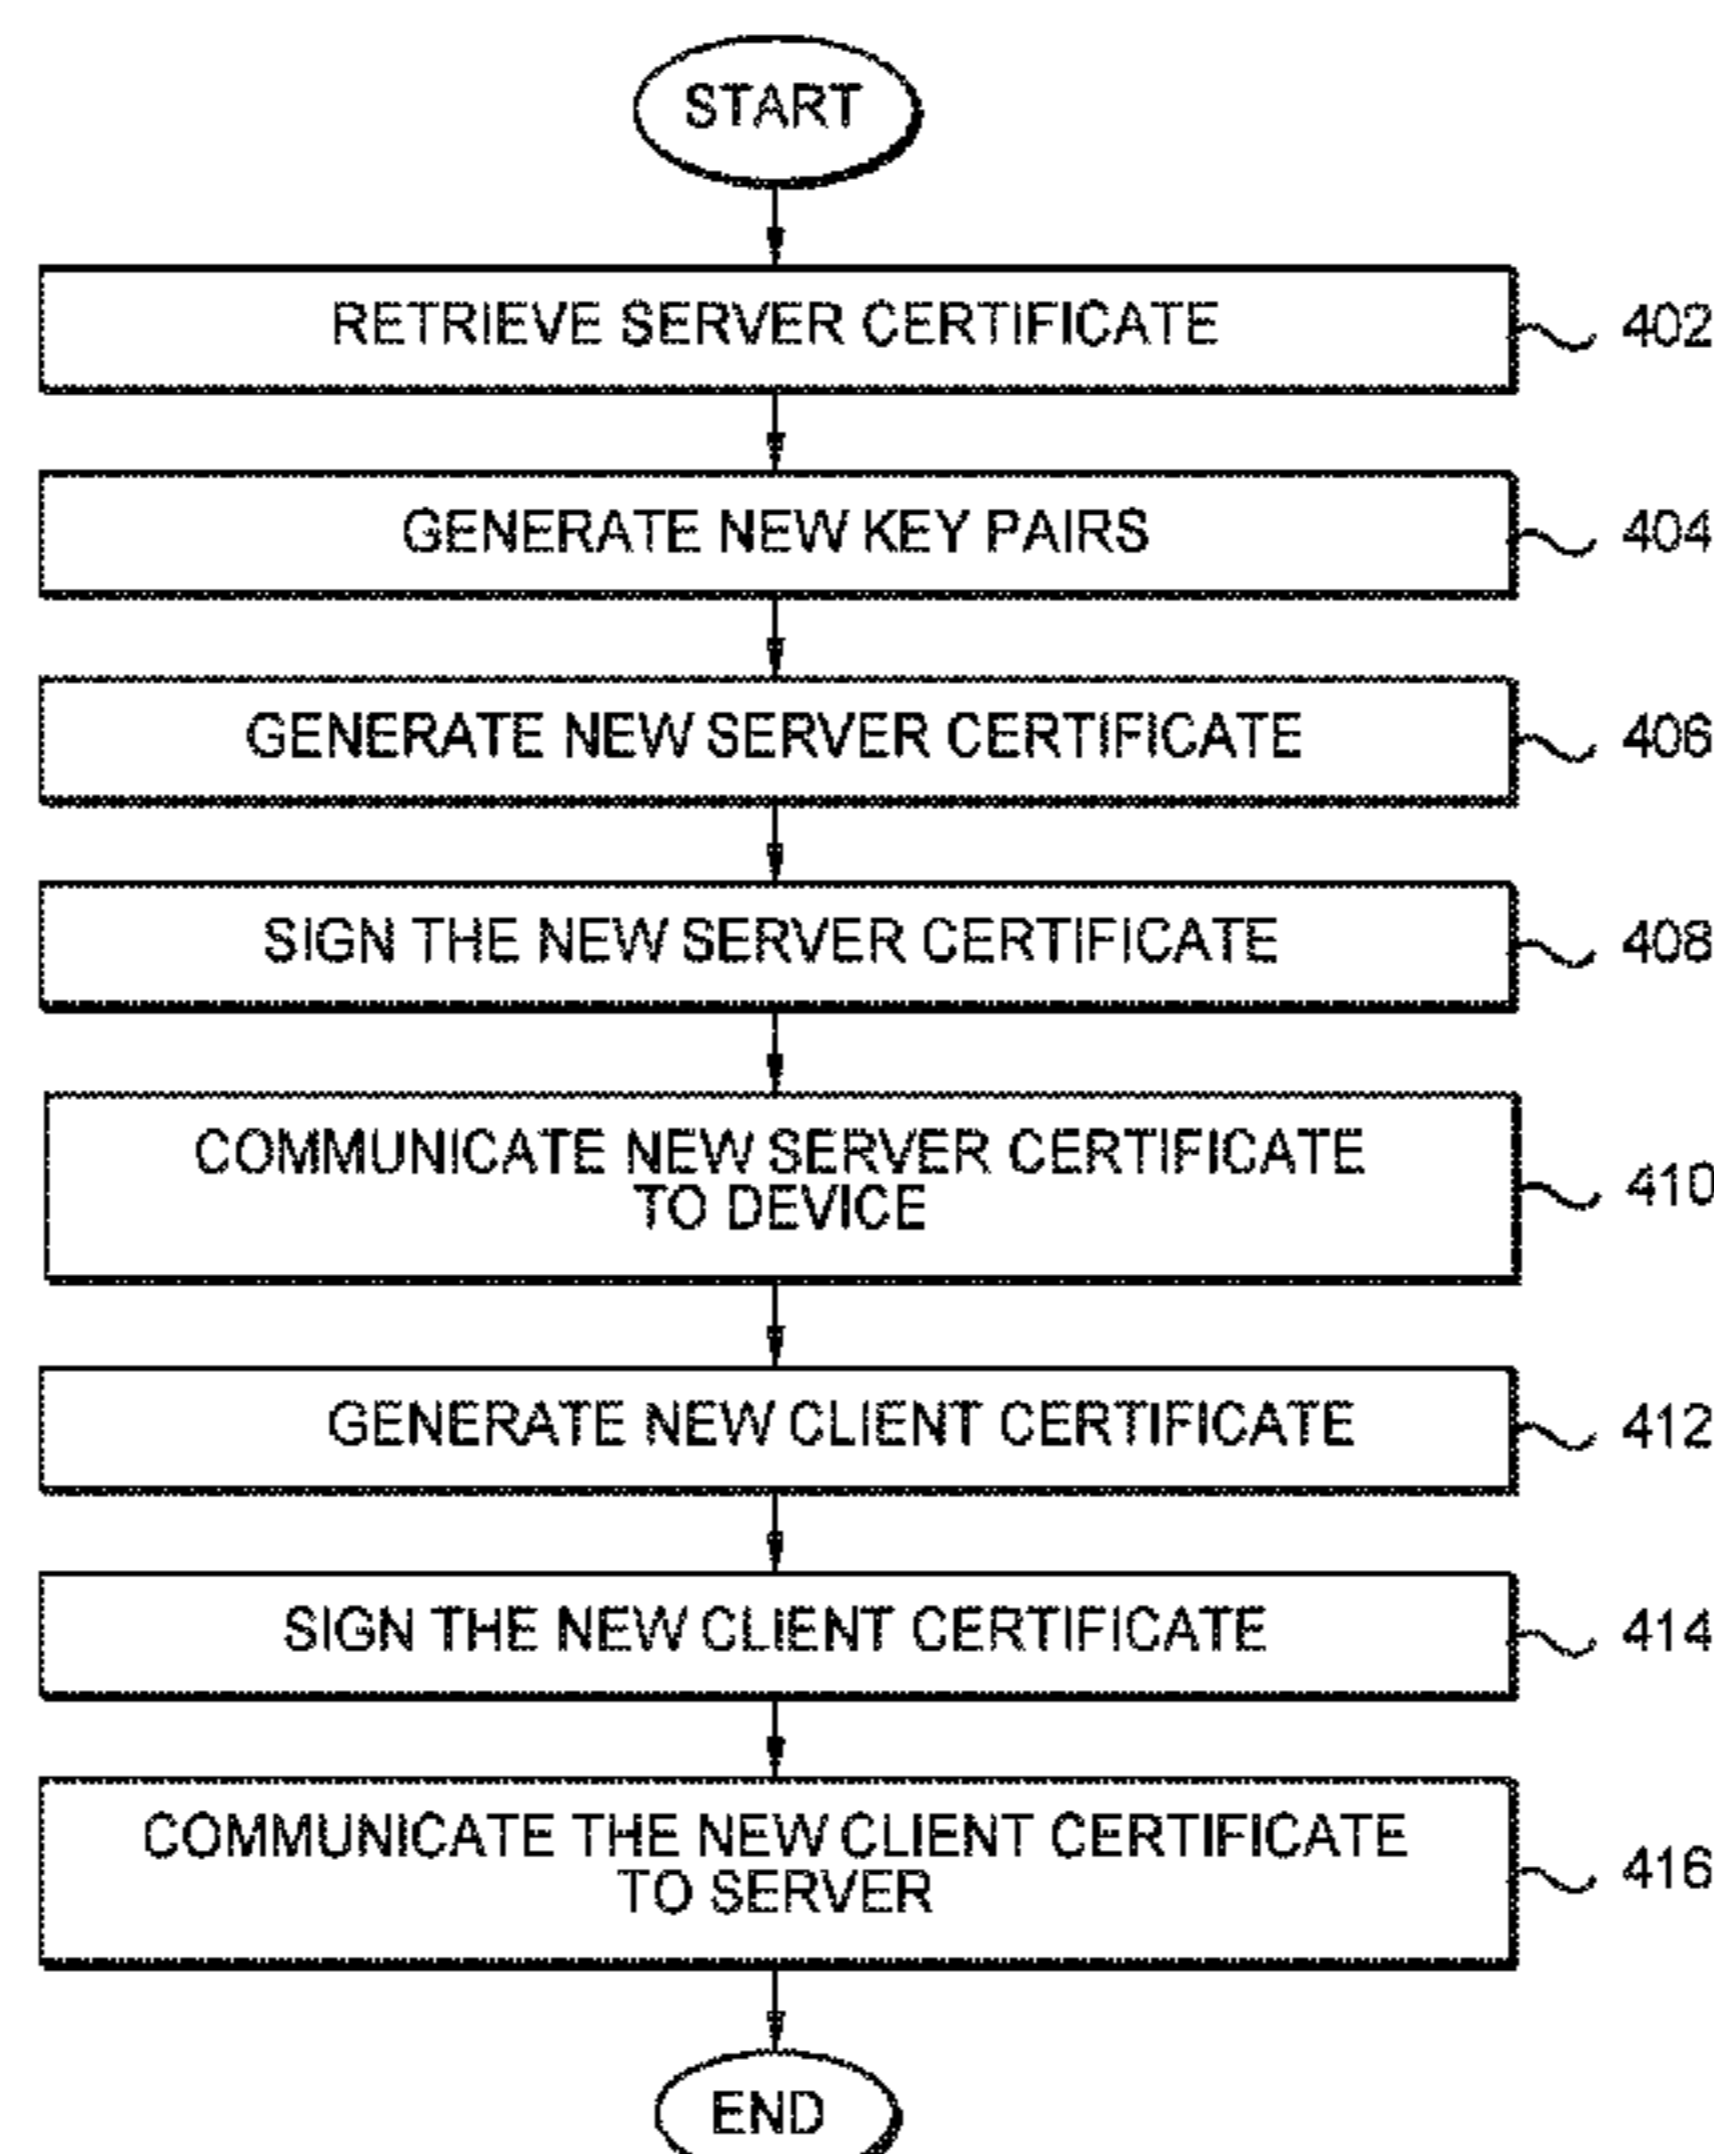 START
RETRIEVE SERVER CERTIFICATE
402
GENERATE NEW KEY PAIRS
404
GENERATE NEW SERVER CERTIFICATE
406
SIGN THE NEW SERVER CERTIFICATE
408
COMMUNICATE NEW SERVER CERTIFICATE
TO DEVICE
410
GENERATE NEW CLIENT CERTIFICATE
412
SIGN THE NEW CLIENT CERTIFICATE
414
COMMUNICATE THE NEW CLIENT CERTIFICATE
TO SERVER
416
END